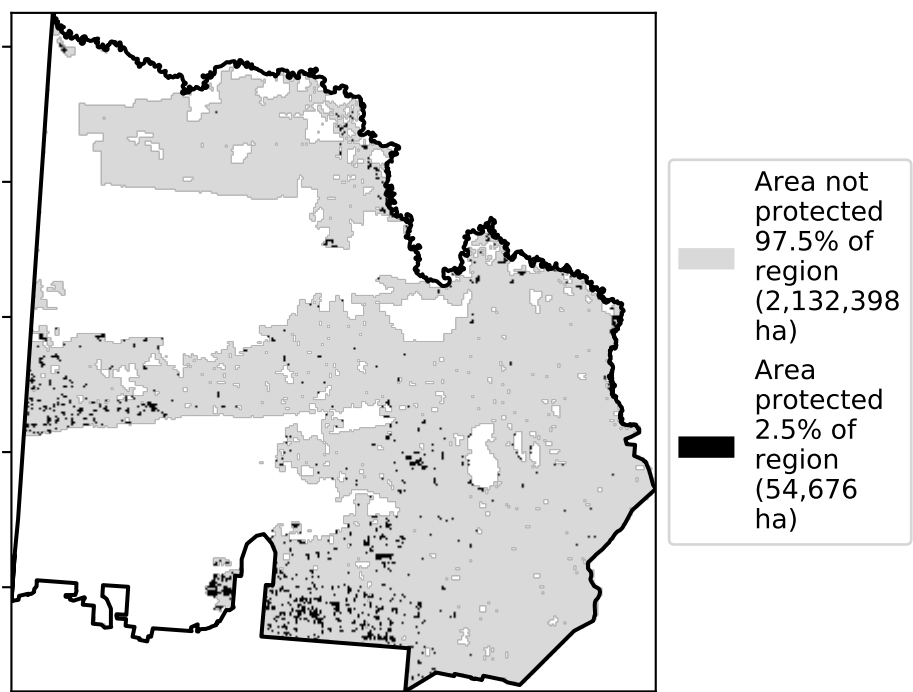 Area not
protected
97.5% of
region
(2,132,398
ha)
Area
protected
2.5% of
region
(54,676
ha)